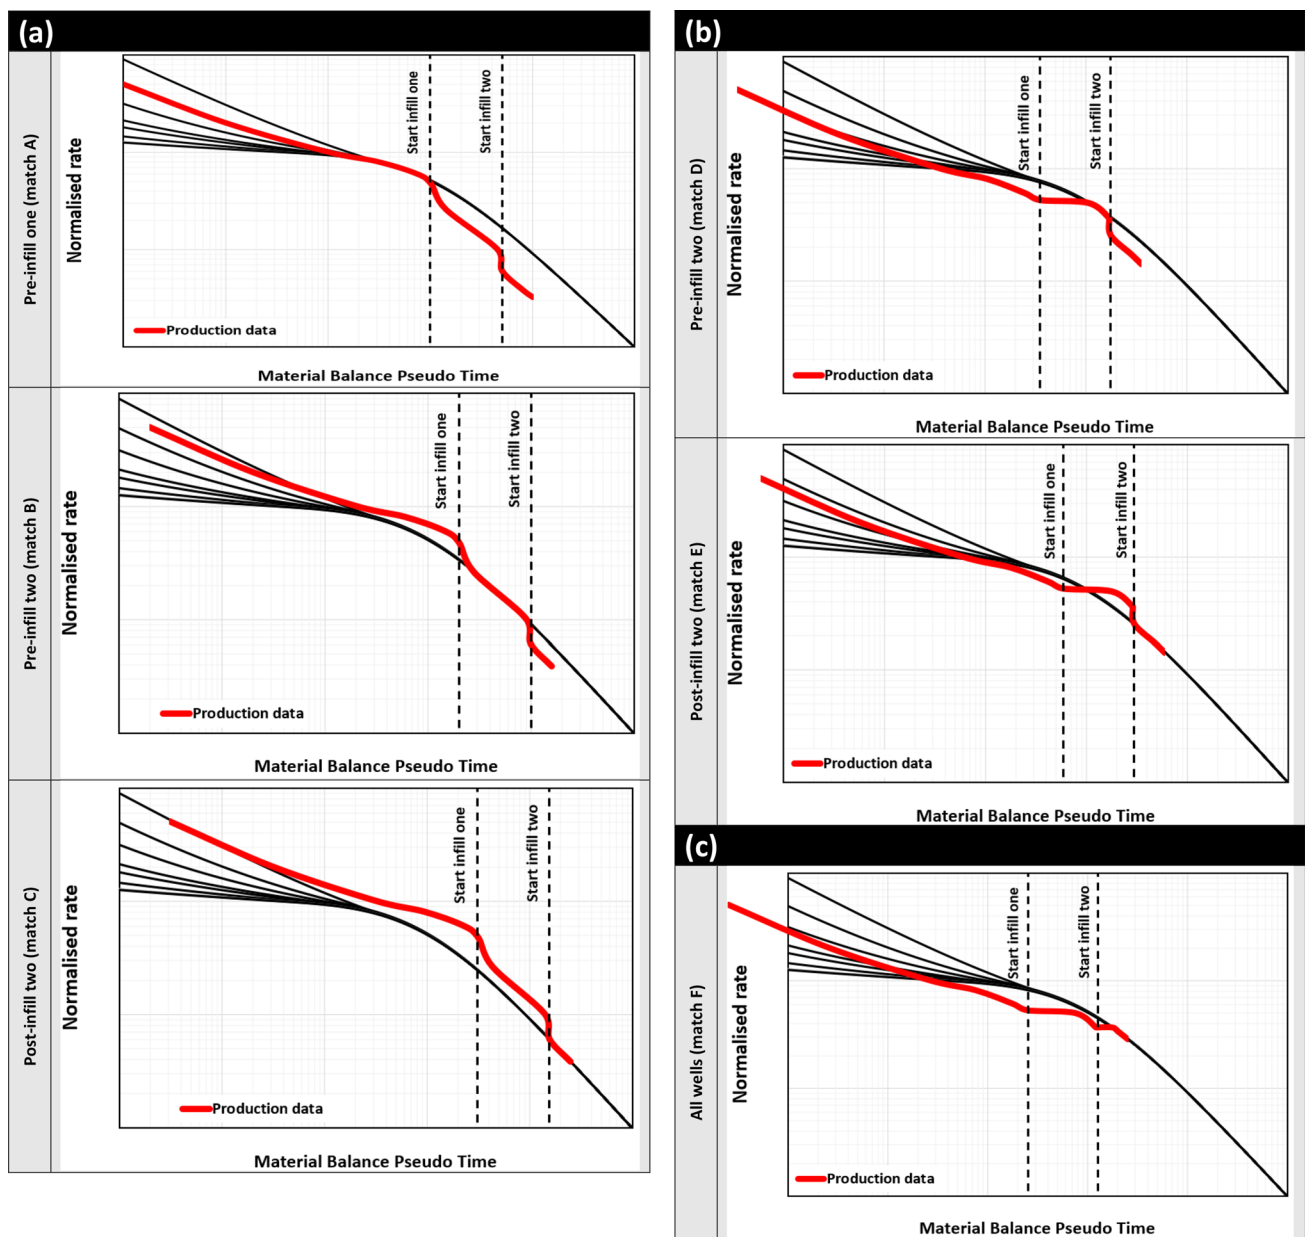 (a)
Pre-infill one (match A)
Normalised rate
Start infill one
Start infill two
Production data
Material Balance Pseudo Time
Pre-infill two (match B)
Normalised rate
Start infill one
Start infill two
Production data
Material Balance Pseudo Time
Post-infill two (match C)
Normalised rate
Start infill one
Start infill two
Production data
Material Balance Pseudo Time
(b)
Pre-infill two (match D)
Normalised rate
Start infill one
Start infill two
Production data
Material Balance Pseudo Time
Post-infill two (match E)
Normalised rate
Start infill one
Start infill two
Production data
Material Balance Pseudo Time
(c)
All wells (match F)
Normalised rate
Start infill one
Start infill two
Production data
Material Balance Pseudo Time